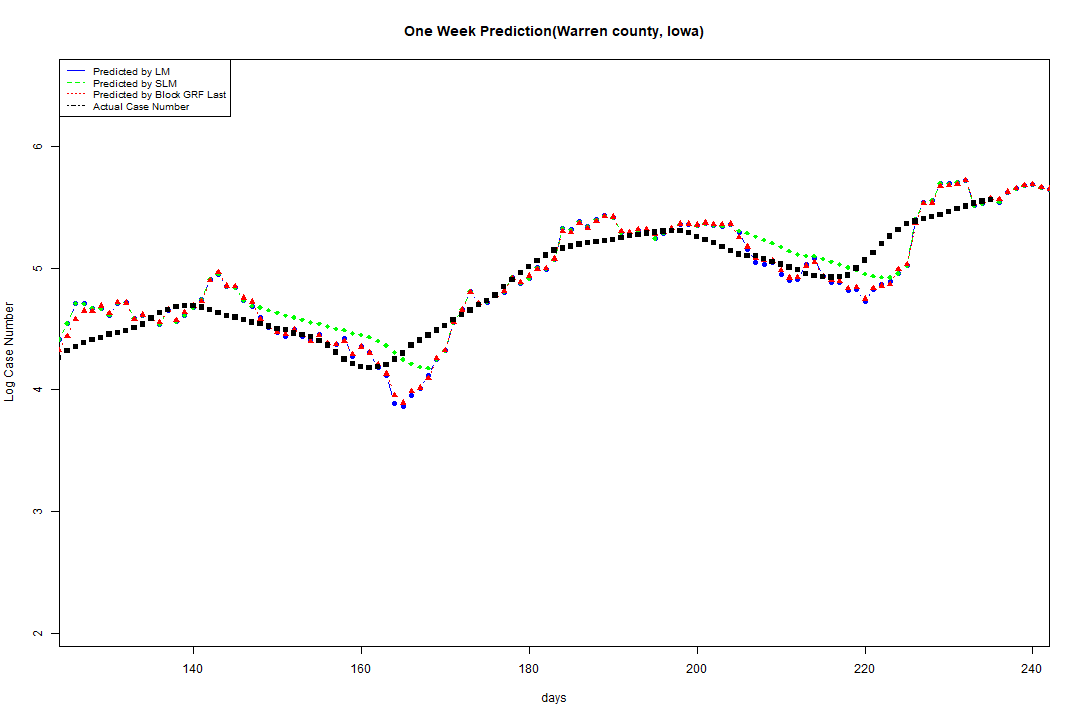 One Week Prediction(Warren county, Iowa)
Predicted by LM
Predicted by SLM
Predicted by Block GRF Last
Actual Case Number
6
5
4
3
2
Log Case Number
140 160 180 200 220 240
days